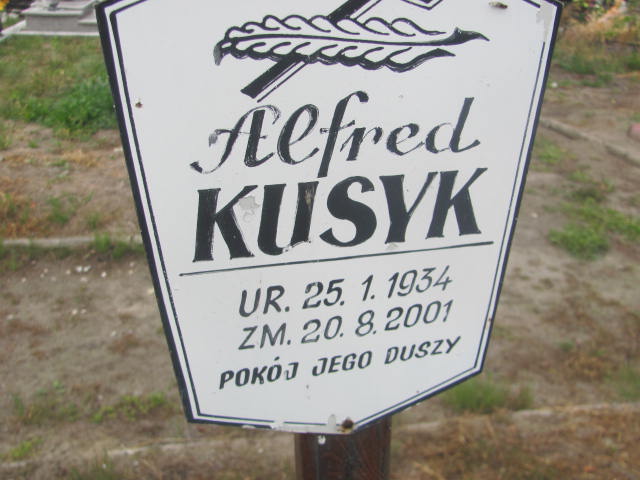 Alfred
KUSYK
UR. 25. 1. 1934
ZM. 20. 8. 2001
POKÓJ JEGO DUSZY